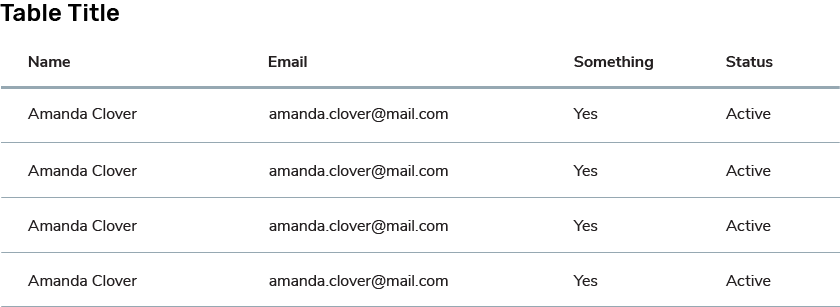 Table Title
Name Email Something Status
Amanda Clover amanda.clover@mail.com Yes Active
Amanda Clover amanda.clover@mail.com Yes Active
Amanda Clover amanda.clover@mail.com Yes Active
Amanda Clover amanda.clover@mail.com Yes Active